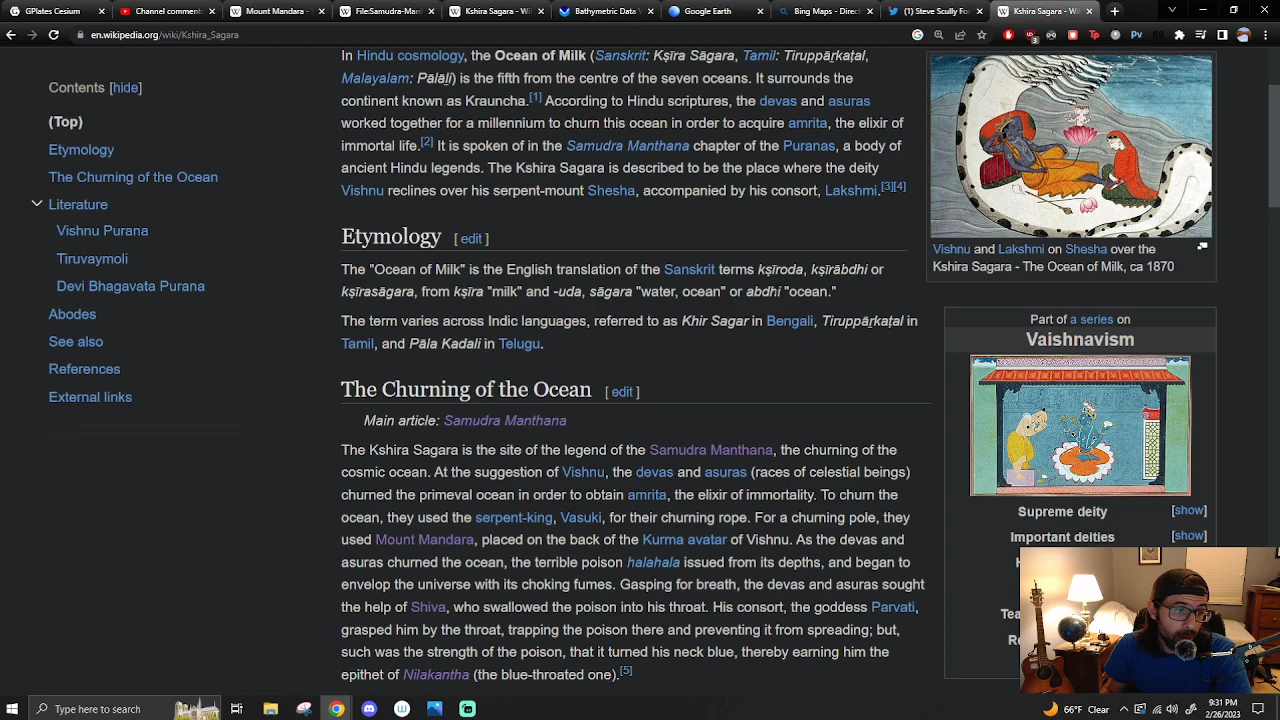 GPlates Cesium
Channel comments
Mount Mandara -
File:Samudra-Man
Kshira Sagara - Wi
Bathymetric Data
Google Earth
Bing Maps - Direct
(1) Steve Scully Fo
Kshira Sagara - Wi
en.wikipedia.org/wiki/Kshira_Sagara
Contents [hide]
(Top)
Etymology
The Churning of the Ocean
Literature
Vishnu Purana
Tiruvaymoli
Devi Bhagavata Purana
Abodes
See also
References
External links
In Hindu cosmology, the Ocean of Milk (Sanskrit: Kṣīra Sāgara, Tamil: Tiruppāṟkaṭal,
Malayalam: Pālāḻi) is the fifth from the centre of the seven oceans. It surrounds the
continent known as Krauncha.[1] According to Hindu scriptures, the devas and asuras
worked together for a millennium to churn this ocean in order to acquire amrita, the elixir of
immortal life.[2] It is spoken of in the Samudra Manthana chapter of the Puranas, a body of
ancient Hindu legends. The Kshira Sagara is described to be the place where the deity
Vishnu reclines over his serpent-mount Shesha, accompanied by his consort, Lakshmi.[3][4]
Etymology [ edit ]
The "Ocean of Milk" is the English translation of the Sanskrit terms kṣīroda, kṣīrābdhi or
kṣīrasāgara, from kṣīra "milk" and -uda, sāgara "water, ocean" or abdhi "ocean."
The term varies across Indic languages, referred to as Khir Sagar in Bengali, Tiruppāṟkaṭal in
Tamil, and Pāla Kadali in Telugu.
The Churning of the Ocean [ edit ]
Main article: Samudra Manthana
The Kshira Sagara is the site of the legend of the Samudra Manthana, the churning of the
cosmic ocean. At the suggestion of Vishnu, the devas and asuras (races of celestial beings)
churned the primeval ocean in order to obtain amrita, the elixir of immortality. To churn the
ocean, they used the serpent-king, Vasuki, for their churning rope. For a churning pole, they
used Mount Mandara, placed on the back of the Kurma avatar of Vishnu. As the devas and
asuras churned the ocean, the terrible poison halahala issued from its depths, and began to
envelop the universe with its choking fumes. Gasping for breath, the devas and asuras sought
the help of Shiva, who swallowed the poison into his throat. His consort, the goddess Parvati,
grasped him by the throat, trapping the poison there and preventing it from spreading; but,
such was the strength of the poison, that it turned his neck blue, thereby earning him the
epithet of Nilakantha (the blue-throated one).[5]
Vishnu and Lakshmi on Shesha over the
Kshira Sagara - The Ocean of Milk, ca 1870
Part of a series on
Vaishnavism
Supreme deity [show]
Important deities [show]
Type here to search
66°F Clear
9:31 PM
2/26/2023